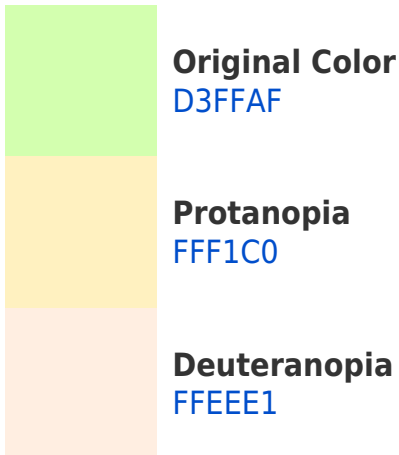 Original Color
D3FFAF
Protanopia
FFF1C0
Deuteranopia
FFEEE1